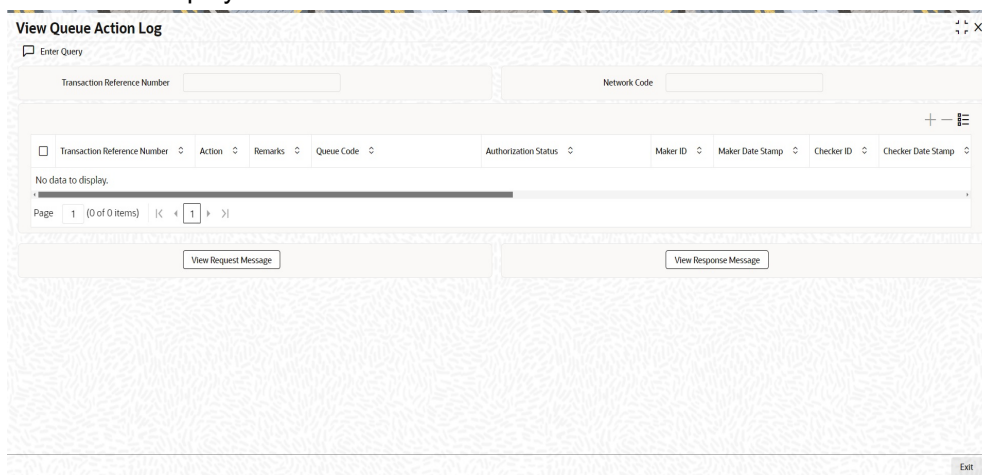 View Queue Action Log
Enter Query
Transaction Reference Number
Network Code
Transaction Reference Number Action Remarks Queue Code Authorization Status Maker ID Maker Date Stamp Checker ID Checker Date Stamp
No data to display.
Page 1 (0 of 0 items) 1
View Request Message View Response Message
Exit